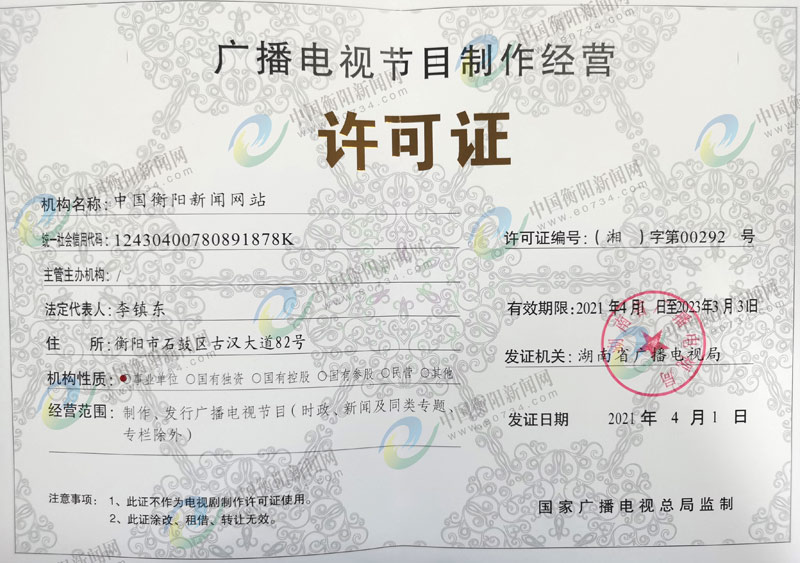 广播电视节目制作经营
许可证
机构名称：中国衡阳新闻网站
统一社会信用代码：12430400780891878K
主管主办机构：/
法定代表人：李镇东
住 所：衡阳市石鼓区古汉大道82号
机构性质：●事业单位 ○国有独资 ○国有控股 ○国有参股 ○民营 ○其他
经营范围：制作、发行广播电视节目（时政、新闻及同类专题、
专栏除外）
注意事项：1、此证不作为电视剧制作许可证使用。
2、此证涂改、租借、转让无效。
许可证编号：（湘 ）字第00292 号
有效期限：2021年4月1日至2023年3月31日
发证机关：湖南省广播电视局
发证日期 2021 年 4 月 1 日
国家广播电视总局监制
湖南省广播电视局
中国衡阳新闻网
www.e0734.com